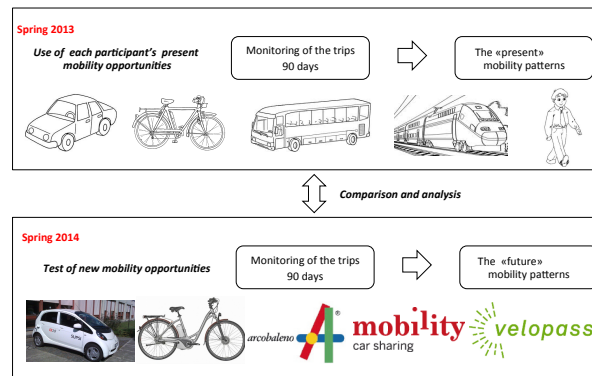 Spring 2013
Use of each participant's present
mobility opportunities
Monitoring of the trips
90 days
The «present»
mobility patterns
Comparison and analysis
Spring 2014
Test of new mobility opportunities
Monitoring of the trips
90 days
The «future»
mobility patterns
arcobaleno
mobility
car sharing
velopass